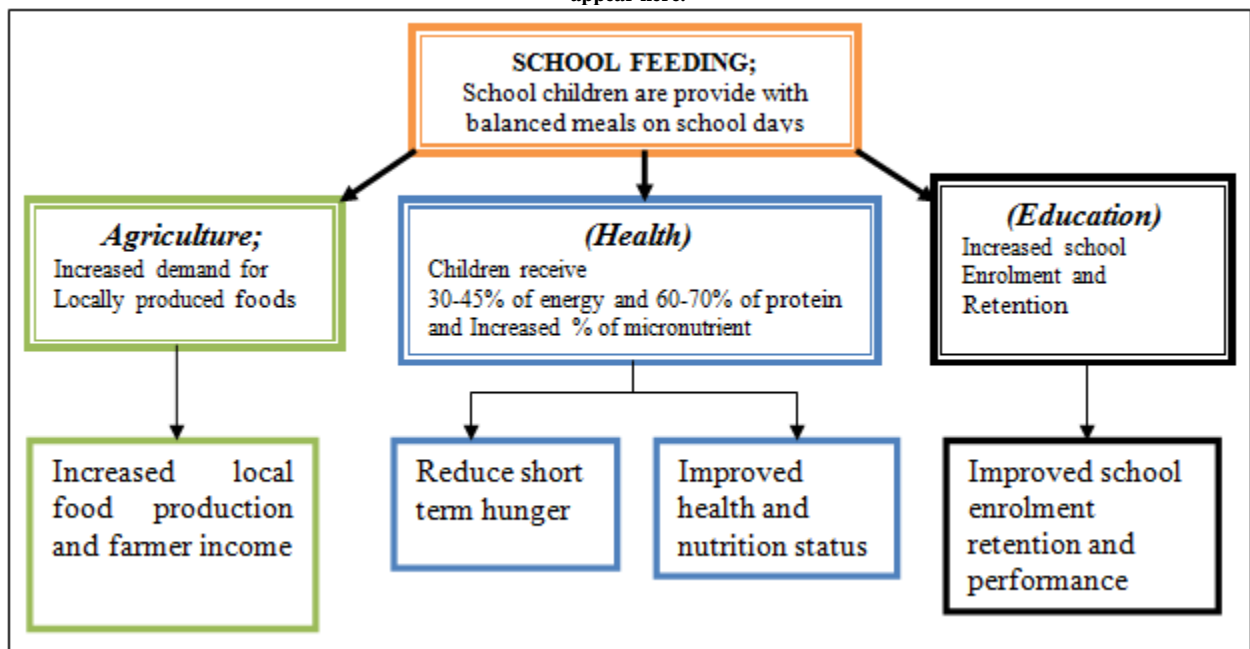 appear here.
SCHOOL FEEDING;
School children are provide with
balanced meals on school days
Agriculture;
Increased demand for
Locally produced foods
(Health)
Children receive
30-45% of energy and 60-70% of protein
and Increased % of micronutrient
(Education)
Increased school
Enrolment and
Retention
Increased local
food production
and farmer income
Reduce short
term hunger
Improved
health and
nutrition status
Improved school
enrolment
retention and
performance